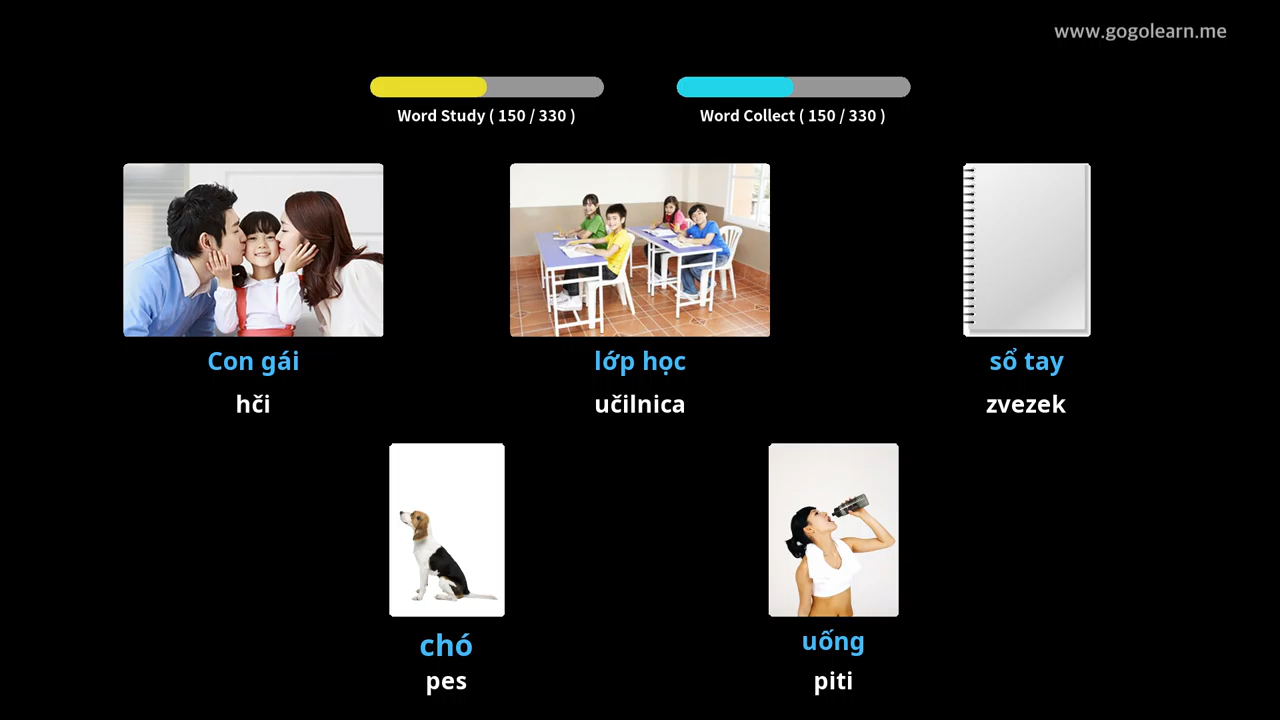 www.gogolearn.me
Word Study ( 150 / 330 )
Word Collect ( 150 / 330 )
Con gái
hči
lớp học
učilnica
sổ tay
zvezek
chó
pes
uống
piti